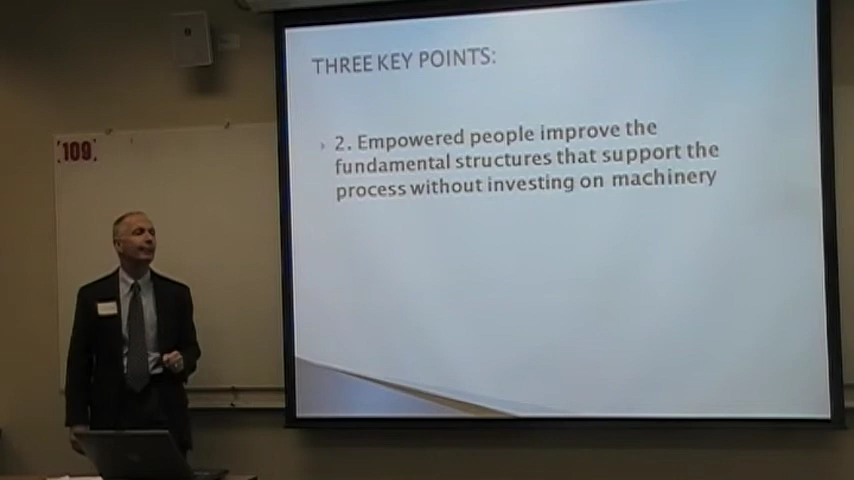 THREE KEY POINTS:
109
2. Empowered people improve the
fundamental structures that support the
process without investing on machinery